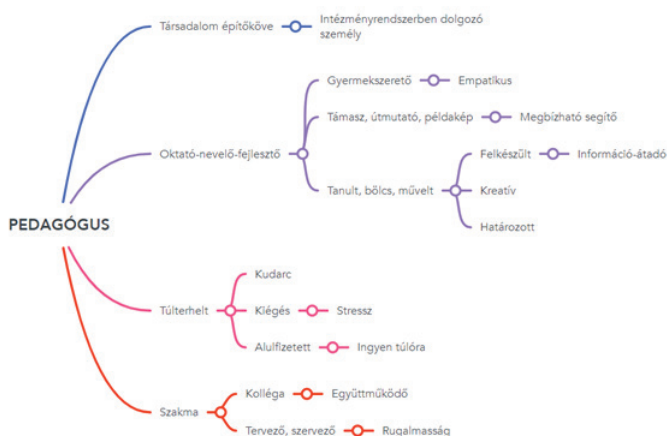 Társadalom építőköve
Intézményrendszerben dolgozó
személy
Gyermekszerető
Empatikus
Támasz, útmutató, példakép
Megbízható segítő
Oktató-nevelő-fejlesztő
Tanult, bölcs, művelt
Felkészült
Információ-átadó
Kreatív
Határozott
PEDAGÓGUS
Túlterhelt
Kudarc
Kiégés
Stressz
Alulfizetett
Ingyen túlóra
Szakma
Kolléga
Együttműködő
Tervező, szervező
Rugalmasság